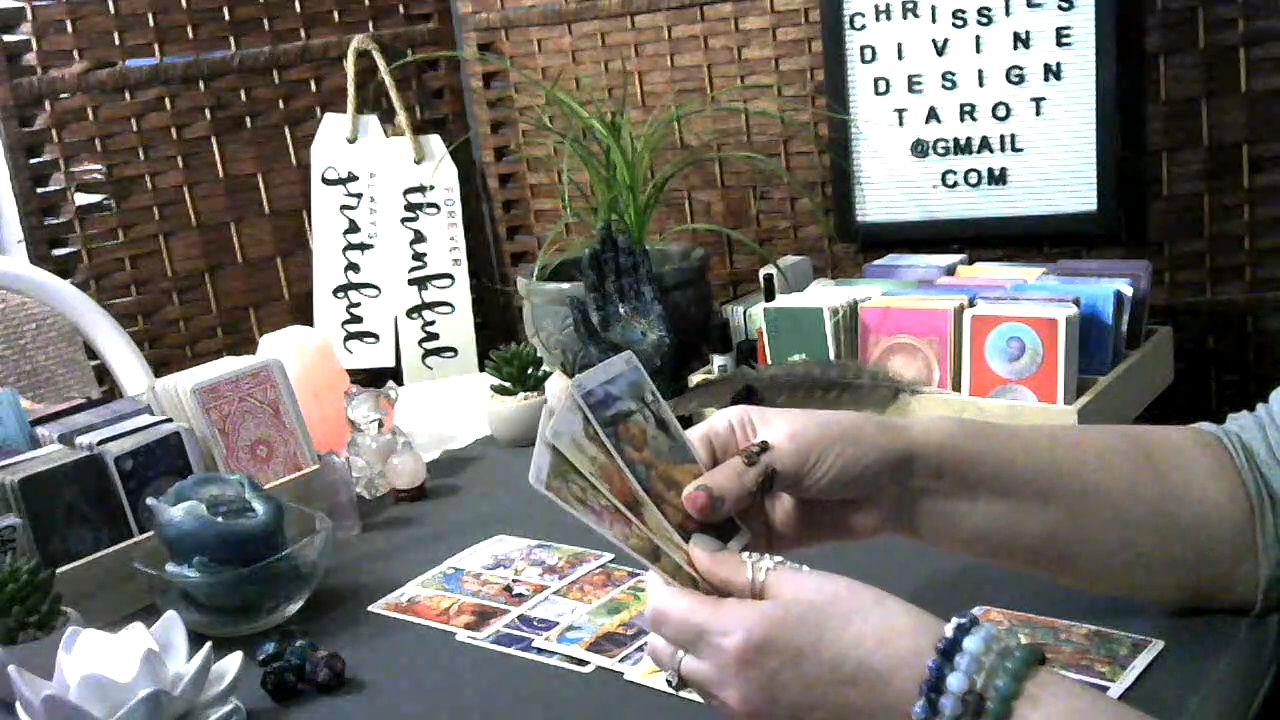 CHRISSIES
DIVINE
DESIGN
TAROT
@GMAIL
.COM
ALWAYS
grateful
FOREVER
thankful